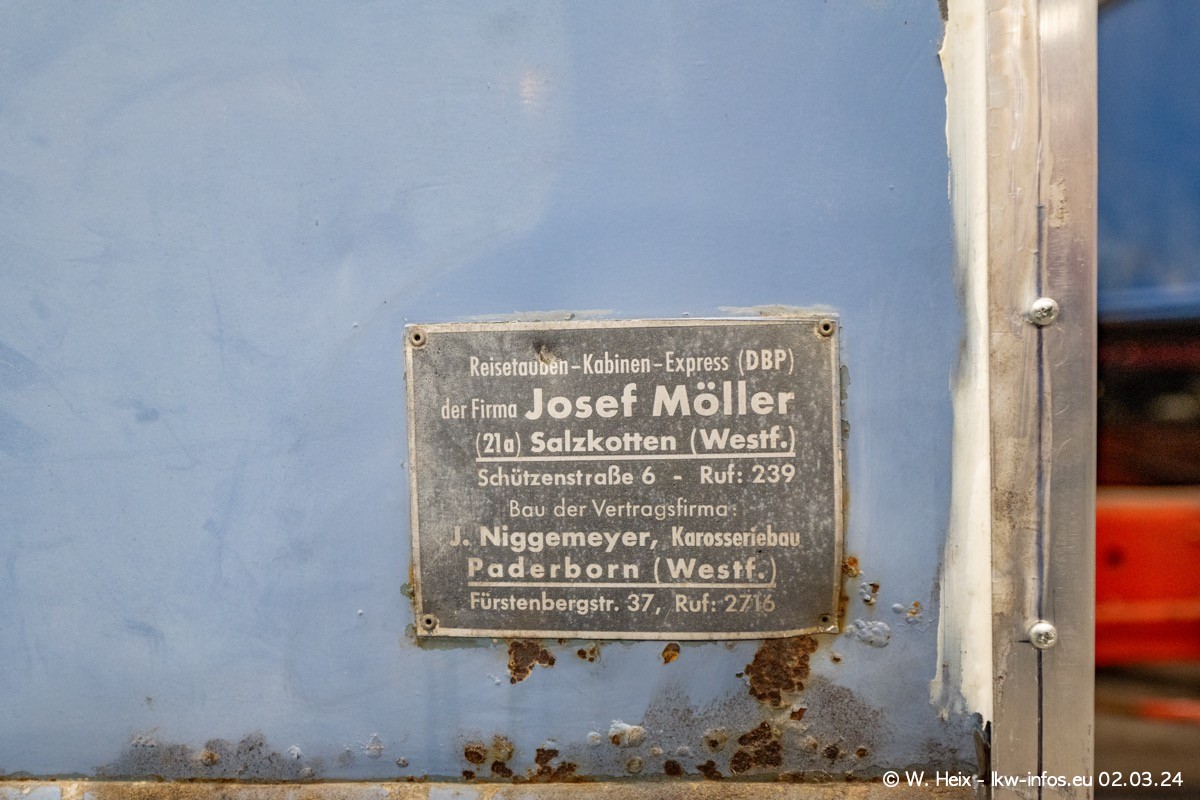 Reisetauben-Kabinen-Express (DBP)
der Firma Josef Möller
(21a) Salzkotten (Westf.)
Schützenstraße 6 - Ruf: 239
Bau der Vertragsfirma:
J. Niggemeyer, Karosseriebau
Paderborn (Westf.)
Fürstenbergstr. 37, Ruf: 2716
© W. Heix - lkw-infos.eu 02.03.24